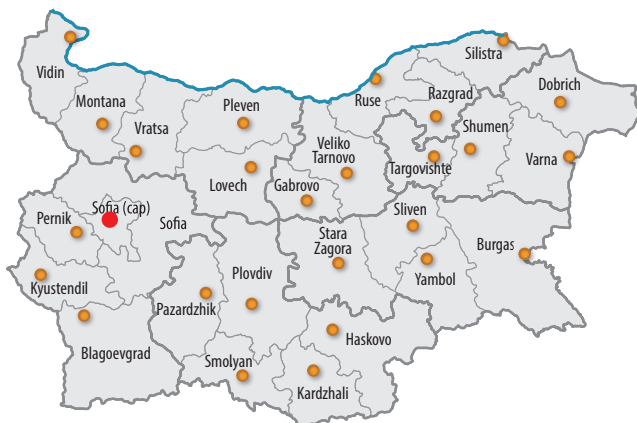 Silistra
Vidin
Dobrich
Montana
Pleven
Ruse
Razgrad
Vratsa
Shumen
Veliko
Tarnovo
Varna
Targovishte
Lovech
Gabrovo
Sofia (cap)
Pernik
Sofia
Sliven
Stara
Zagora
Burgas
Plovdiv
Yambol
Kyustendil
Pazardzhik
Haskovo
Blagoevgrad
Smolyan
Kardzhali